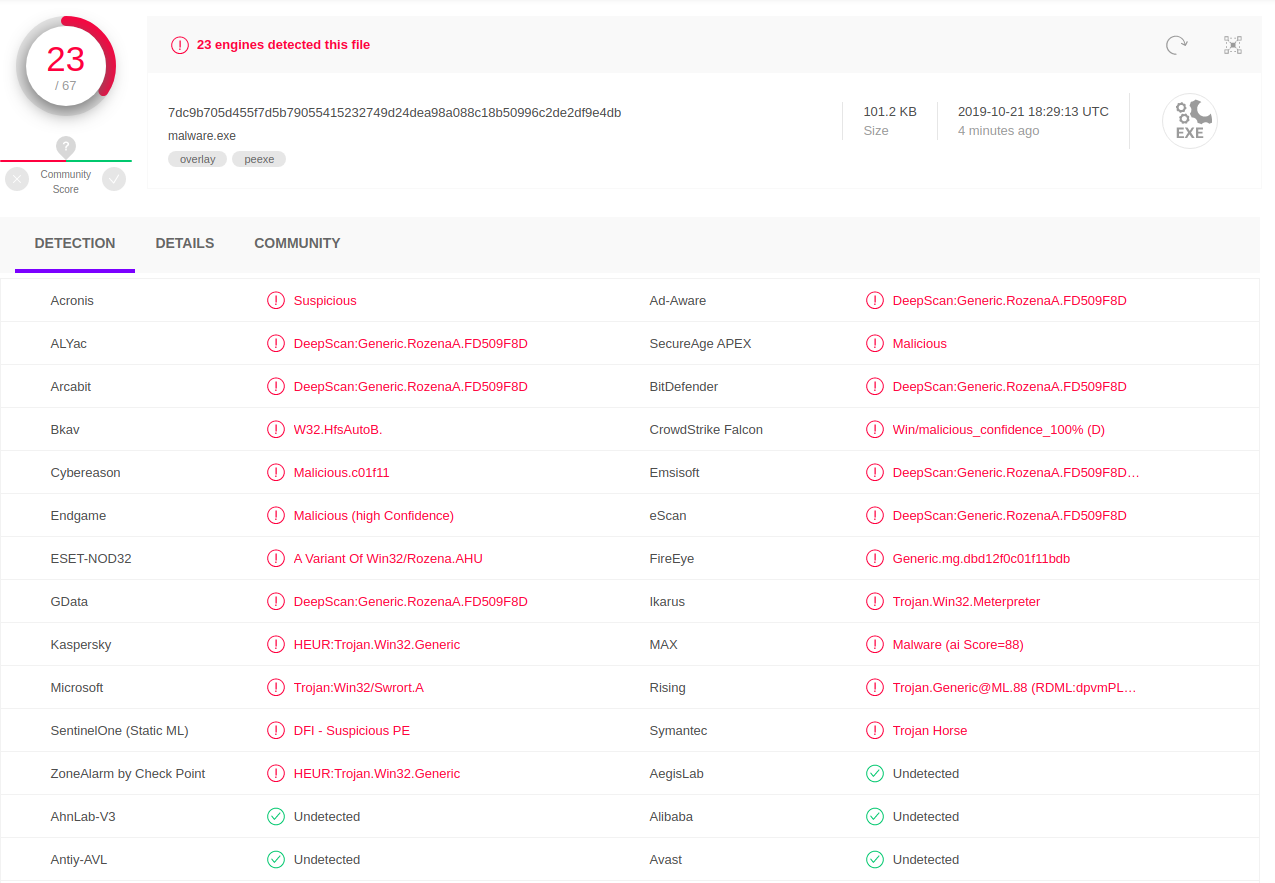 23
/ 67
?
Community
Score
23 engines detected this file
7dc9b705d455f7d5b79055415232749d24dea98a088c18b50996c2de2df9e4db
malware.exe
overlay peexe
101.2 KB
Size
2019-10-21 18:29:13 UTC
4 minutes ago
EXE
DETECTION DETAILS COMMUNITY
Acronis Suspicious Ad-Aware DeepScan:Generic.RozenaA.FD509F8D
ALYac DeepScan:Generic.RozenaA.FD509F8D SecureAge APEX Malicious
Arcabit DeepScan:Generic.RozenaA.FD509F8D BitDefender DeepScan:Generic.RozenaA.FD509F8D
Bkav W32.HfsAutoB. CrowdStrike Falcon Win/malicious_confidence_100% (D)
Cybereason Malicious.c01f11 Emsisoft DeepScan:Generic.RozenaA.FD509F8D…
Endgame Malicious (high Confidence) eScan DeepScan:Generic.RozenaA.FD509F8D
ESET-NOD32 A Variant Of Win32/Rozena.AHU FireEye Generic.mg.dbd12f0c01f11bdb
GData DeepScan:Generic.RozenaA.FD509F8D Ikarus Trojan.Win32.Meterpreter
Kaspersky HEUR:Trojan.Win32.Generic MAX Malware (ai Score=88)
Microsoft Trojan:Win32/Swrort.A Rising Trojan.Generic@ML.88 (RDML:dpvmPL…
SentinelOne (Static ML) DFI - Suspicious PE Symantec Trojan Horse
ZoneAlarm by Check Point HEUR:Trojan.Win32.Generic AegisLab Undetected
AhnLab-V3 Undetected Alibaba Undetected
Antiy-AVL Undetected Avast Undetected